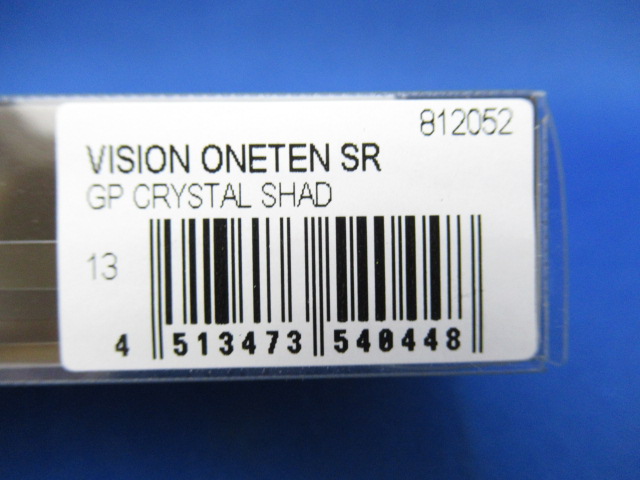 812052
VISION ONETEN SR
GP CRYSTAL SHAD
13
4 513473 540448